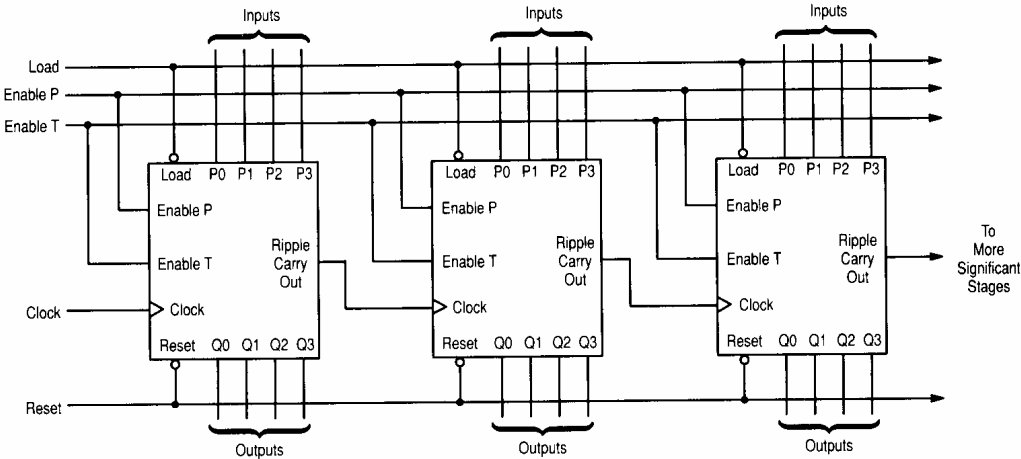 Inputs
Inputs
Inputs
Load
Enable P
Enable T
Load P0 P1 P2 P3
Load P0 P1 P2 P3
Load P0 P1 P2 P3
Enable P
Enable P
Enable P
Enable T
Enable T
Enable T
Ripple
Carry
Out
Ripple
Carry
Out
Ripple
Carry
Out
To
More
Significant
Stages
Clock
Clock
Clock
Clock
Reset Q0 Q1 Q2 Q3
Reset Q0 Q1 Q2 Q3
Reset Q0 Q1 Q2 Q3
Reset
Outputs
Outputs
Outputs